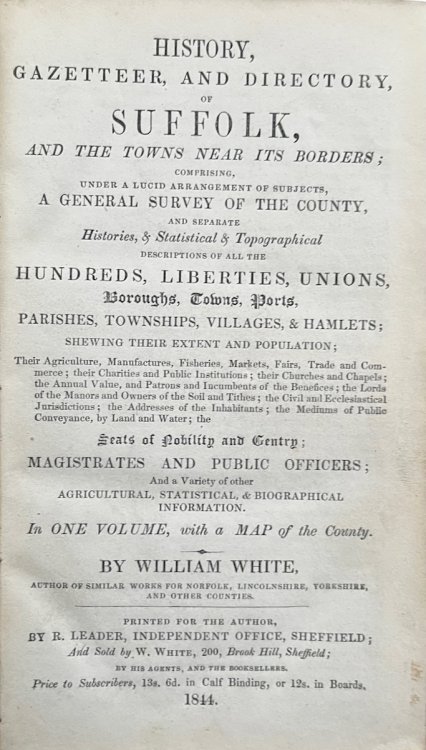 HISTORY,
GAZETTEER, AND DIRECTORY,
OF
SUFFOLK,
AND THE TOWNS NEAR ITS BORDERS;
COMPRISING,
UNDER A LUCID ARRANGEMENT OF SUBJECTS,
A GENERAL SURVEY OF THE COUNTY,
AND SEPARATE
Histories, & Statistical & Topographical
DESCRIPTIONS OF ALL THE
HUNDREDS, LIBERTIES, UNIONS,
Boroughs, Towns, Ports,
PARISHES, TOWNSHIPS, VILLAGES, & HAMLETS;
SHEWING THEIR EXTENT AND POPULATION;
Their Agriculture, Manufactures, Fisheries, Markets, Fairs, Trade and Com-
merce; their Charities and Public Institutions; their Churches and Chapels;
the Annual Value, and Patrons and Incumbents of the Benefices; the Lords
of the Manors and Owners of the Soil and Tithes; the Civil and Ecclesiastical
Jurisdictions; the Addresses of the Inhabitants; the Mediums of Public
Conveyance, by Land and Water; the
Seats of Nobility and Gentry;
MAGISTRATES AND PUBLIC OFFICERS;
And a Variety of other
AGRICULTURAL, STATISTICAL, & BIOGRAPHICAL
INFORMATION.
In ONE VOLUME, with a MAP of the County.
BY WILLIAM WHITE,
AUTHOR OF SIMILAR WORKS FOR NORFOLK, LINCOLNSHIRE, YORKSHIRE,
AND OTHER COUNTIES.
PRINTED FOR THE AUTHOR,
BY R. LEADER, INDEPENDENT OFFICE, SHEFFIELD;
And Sold by W. WHITE, 200, Brook Hill, Sheffield;
BY HIS AGENTS, AND THE BOOKSELLERS.
Price to Subscribers, 13s. 6d. in Calf Binding, or 12s. in Boards.
1844.